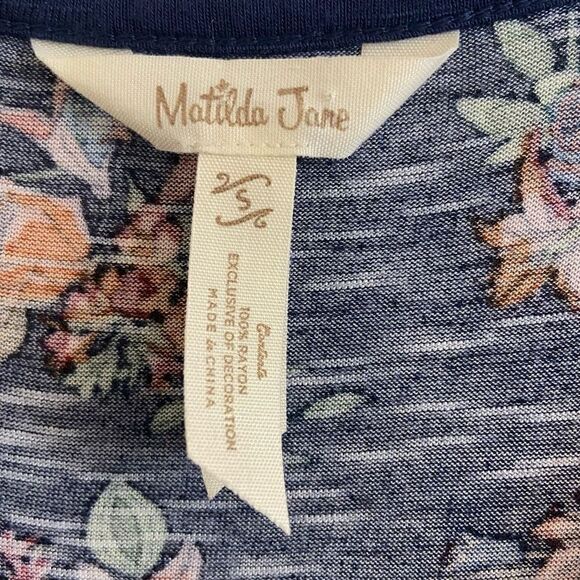 Matilda Jane
S
Contents
100% RAYON
EXCLUSIVE OF DECORATION
MADE in CHINA